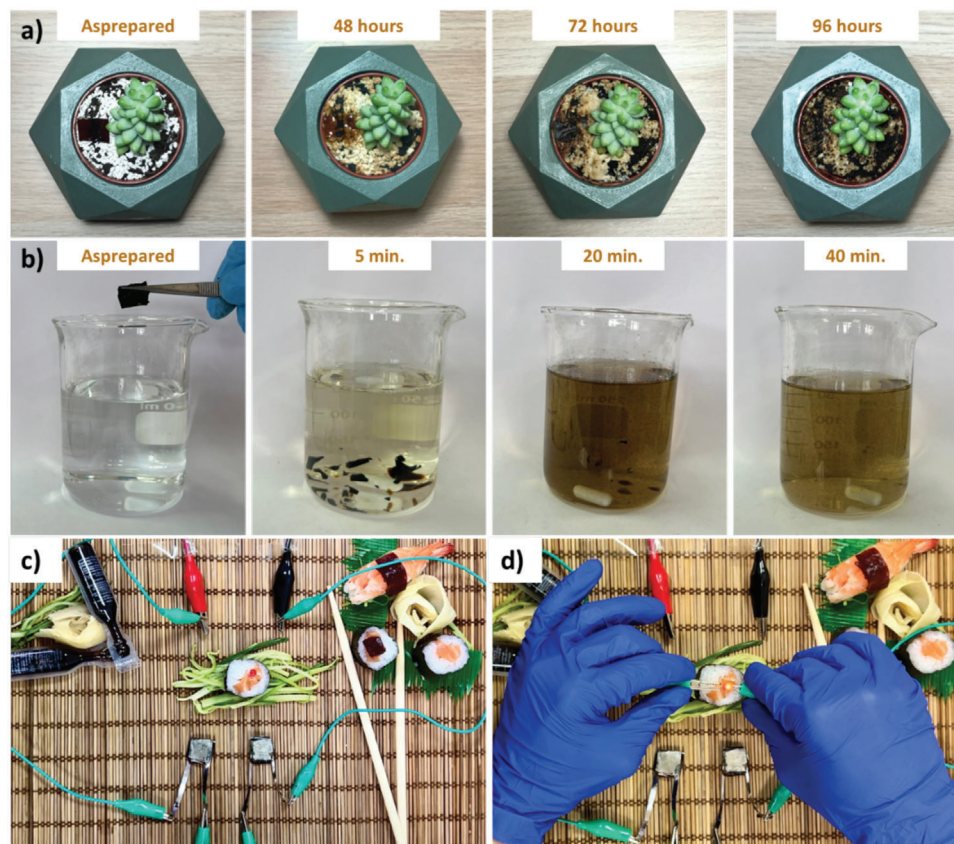 a)
Asprepared
48 hours
72 hours
96 hours
b)
Asprepared
5 min.
20 min.
40 min.
c)
d)